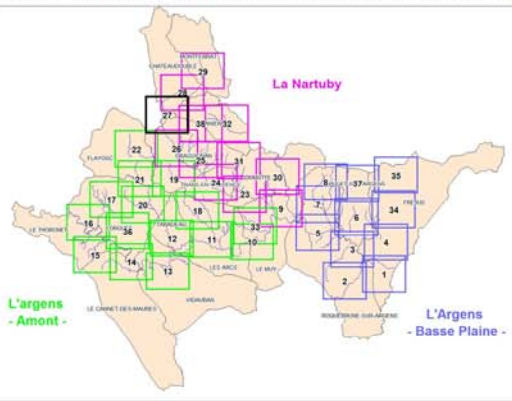 MONTFERRAT
CHATEAUDOUBLE
29
La Nartuby
28
27
38
32
22
26
FLAYOSC
DRAGUIGNAN
25
31
21
19
24
30
8
37
35
17
20
23
7
FREJUS
18
9
6
34
16
LE THORONET
36
33
5
12
11
10
4
3
15
14
13
LES ARCS
LE MUY
2
1
L'argens
- Amont -
LE CANNET-DES-MAURES
VIDAUBAN
ROQUEBRUNE-SUR-ARGENS
L'Argens
- Basse Plaine -